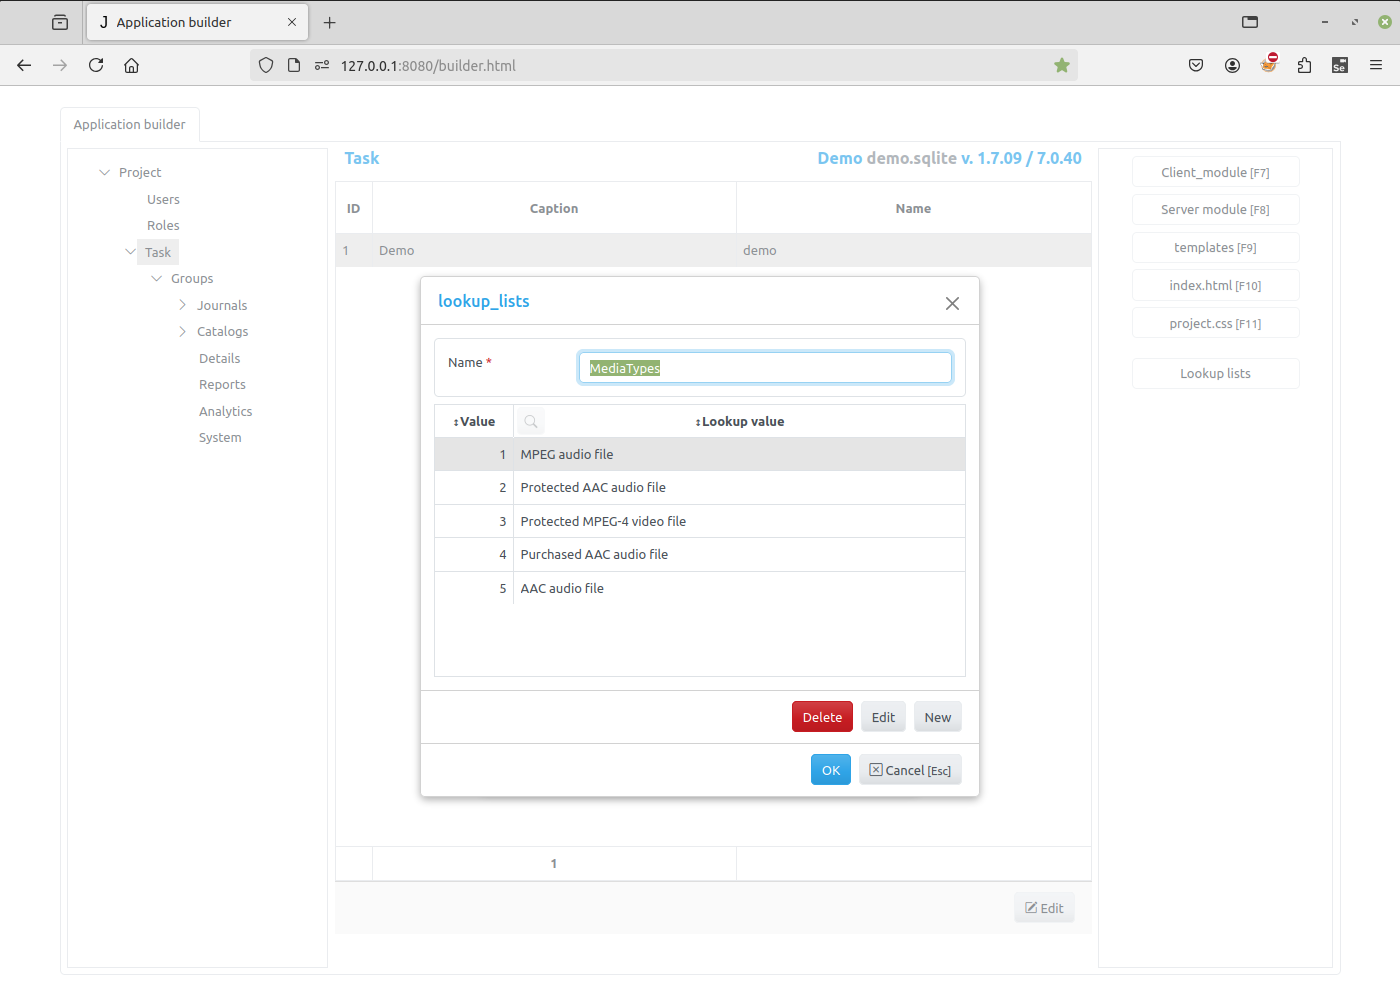 J Application builder
127.0.0.1:8080/builder.html
Se
Application builder
Project
Users
Roles
Task
Groups
Journals
Catalogs
Details
Reports
Analytics
System
Task
Demo demo.sqlite v. 1.7.09 / 7.0.40
ID Caption Name
1 Demo demo
lookup_lists
Name *
MediaTypes
Value Lookup value
1 MPEG audio file
2 Protected AAC audio file
3 Protected MPEG-4 video file
4 Purchased AAC audio file
5 AAC audio file
Delete Edit New
OK Cancel [Esc]
1
Edit
Client_module [F7]
Server module [F8]
templates [F9]
index.html [F10]
project.css [F11]
Lookup lists